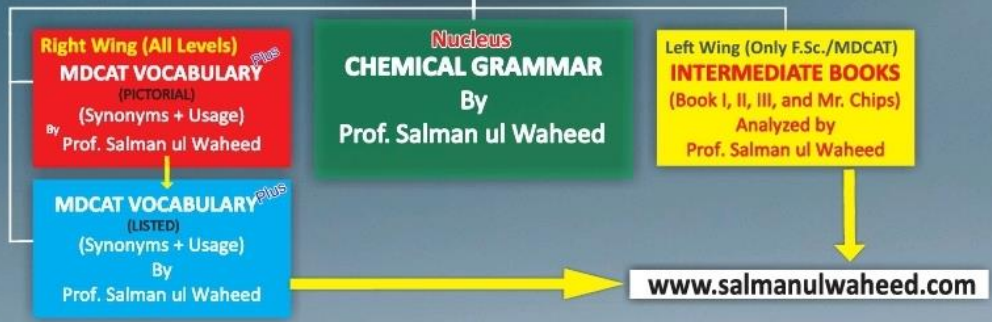 Right Wing (All Levels)
MDCAT VOCABULARY Plus
(PICTORIAL)
(Synonyms + Usage)
By Prof. Salman ul Waheed
MDCAT VOCABULARY Plus
(LISTED)
(Synonyms + Usage)
By
Prof. Salman ul Waheed
Nucleus
CHEMICAL GRAMMAR
By
Prof. Salman ul Waheed
Left Wing (Only F.Sc./MDCAT)
INTERMEDIATE BOOKS
(Book I, II, III, and Mr. Chips)
Analyzed by
Prof. Salman ul Waheed
www.salmanulwaheed.com